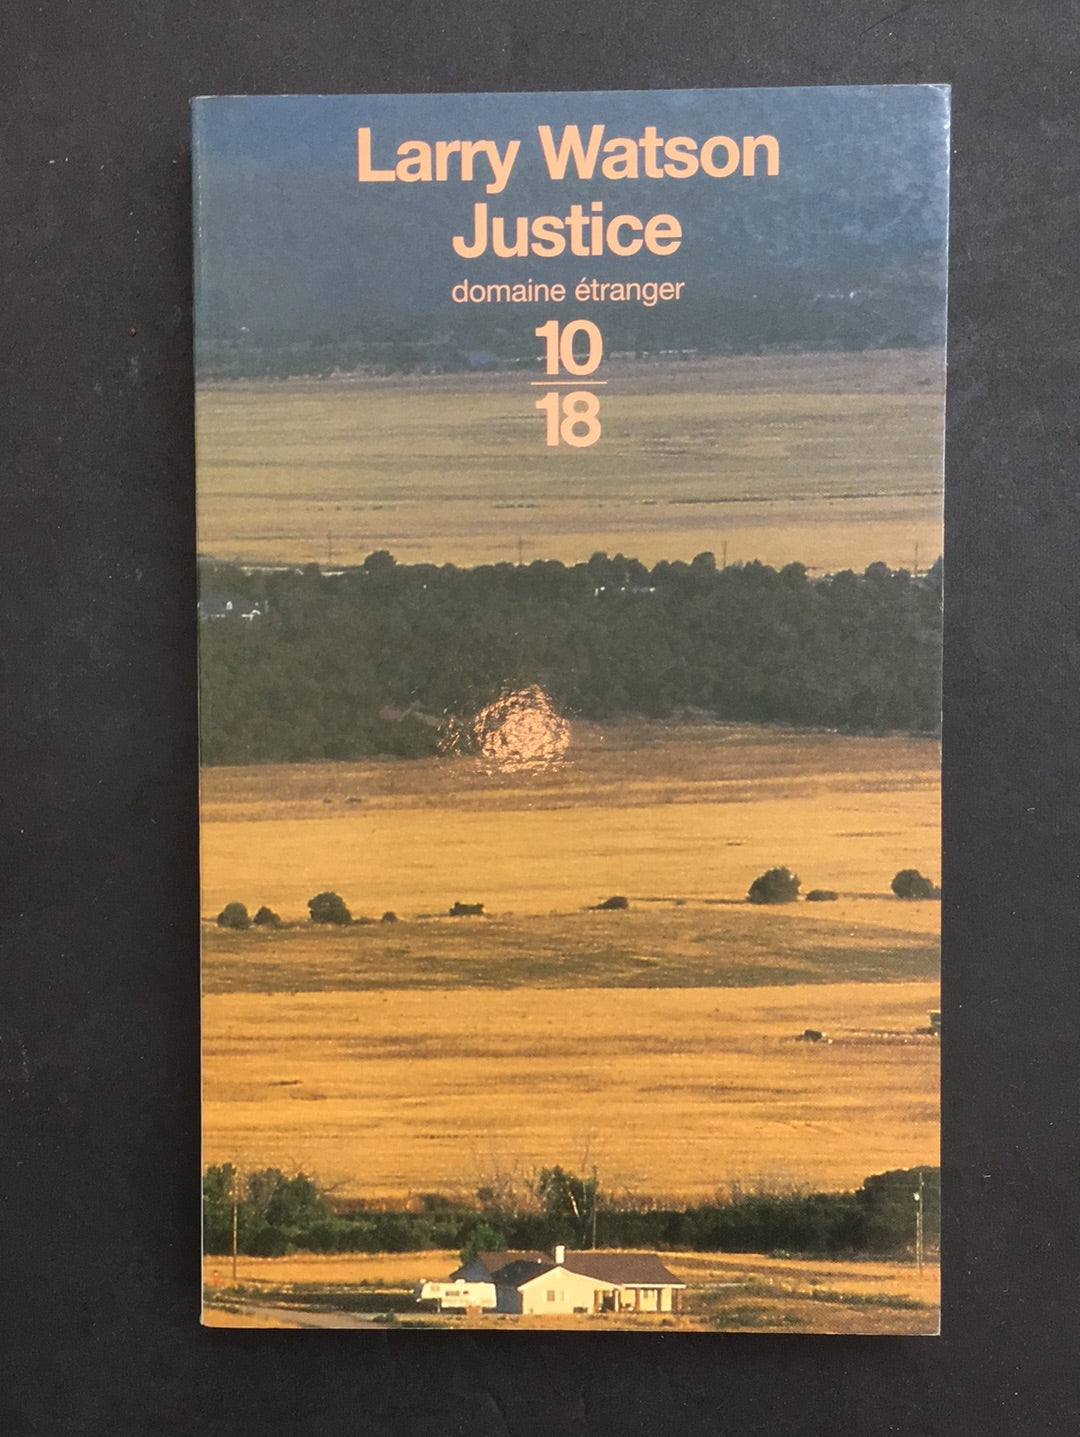 Larry Watson
Justice
domaine étranger
10
18